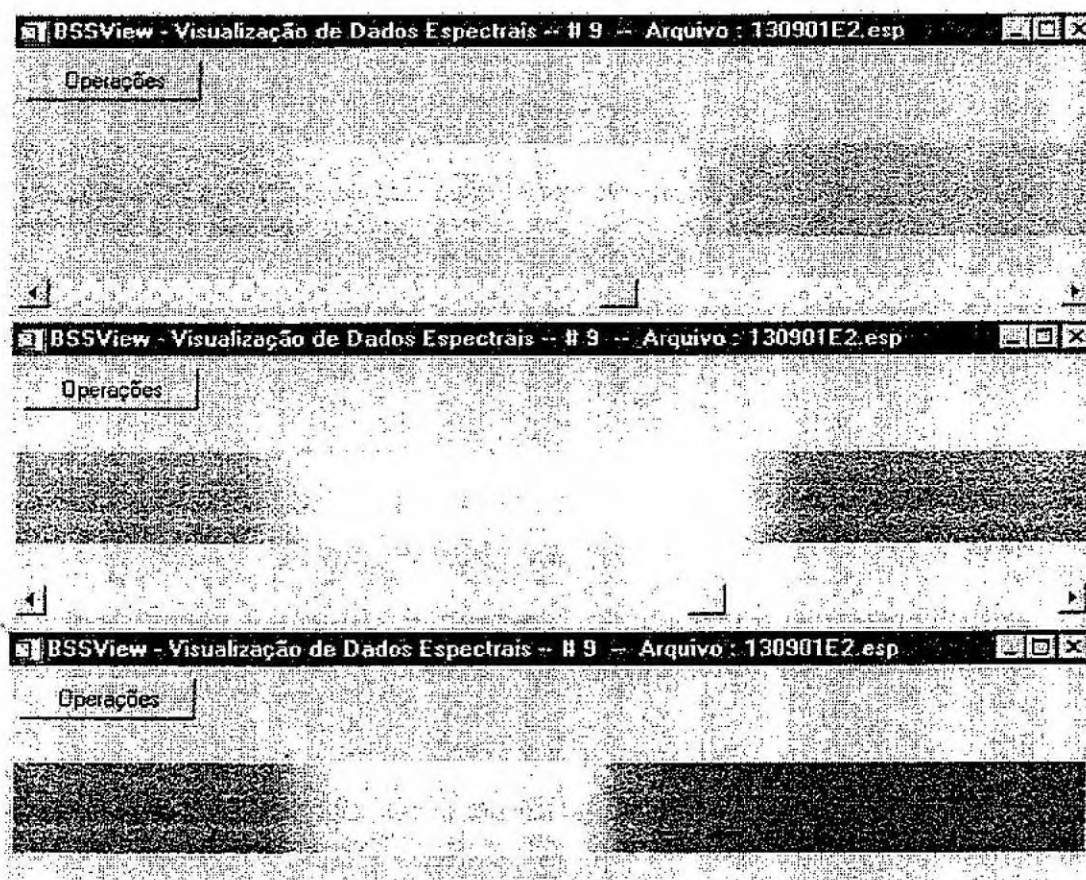 BSSView - Visualização de Dados Espectrais -- # 9 -- Arquivo : 130901E2.esp
Operações
BSSView - Visualização de Dados Espectrais -- # 9 -- Arquivo : 130901E2.esp
Operações
BSSView - Visualização de Dados Espectrais -- # 9 -- Arquivo : 130901E2.esp
Operações